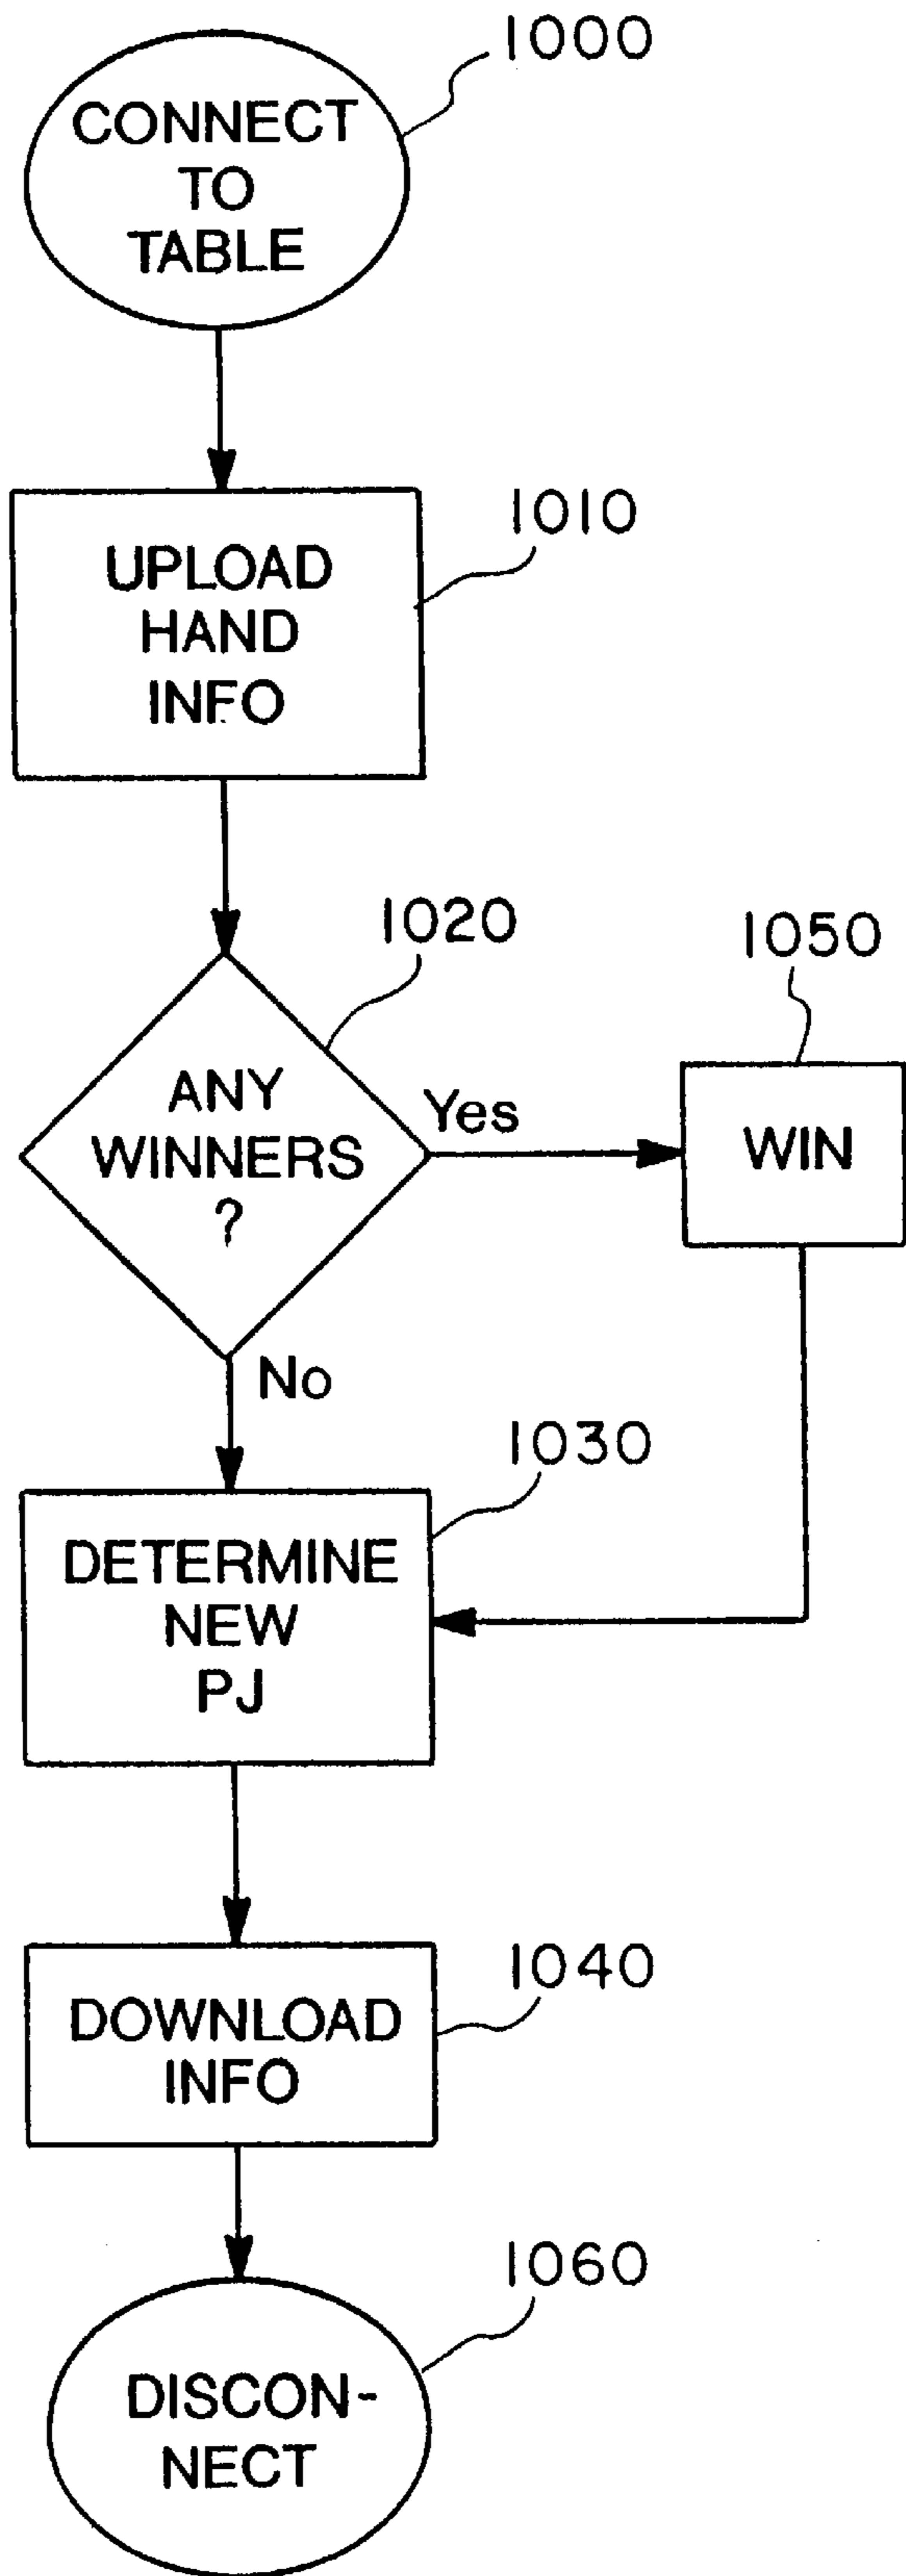 1000
CONNECT
TO
TABLE
1010
UPLOAD
HAND
INFO
1020
1050
ANY
WINNERS
?
Yes
WIN
No
1030
DETERMINE
NEW
PJ
1040
DOWNLOAD
INFO
1060
DISCON-
NECT